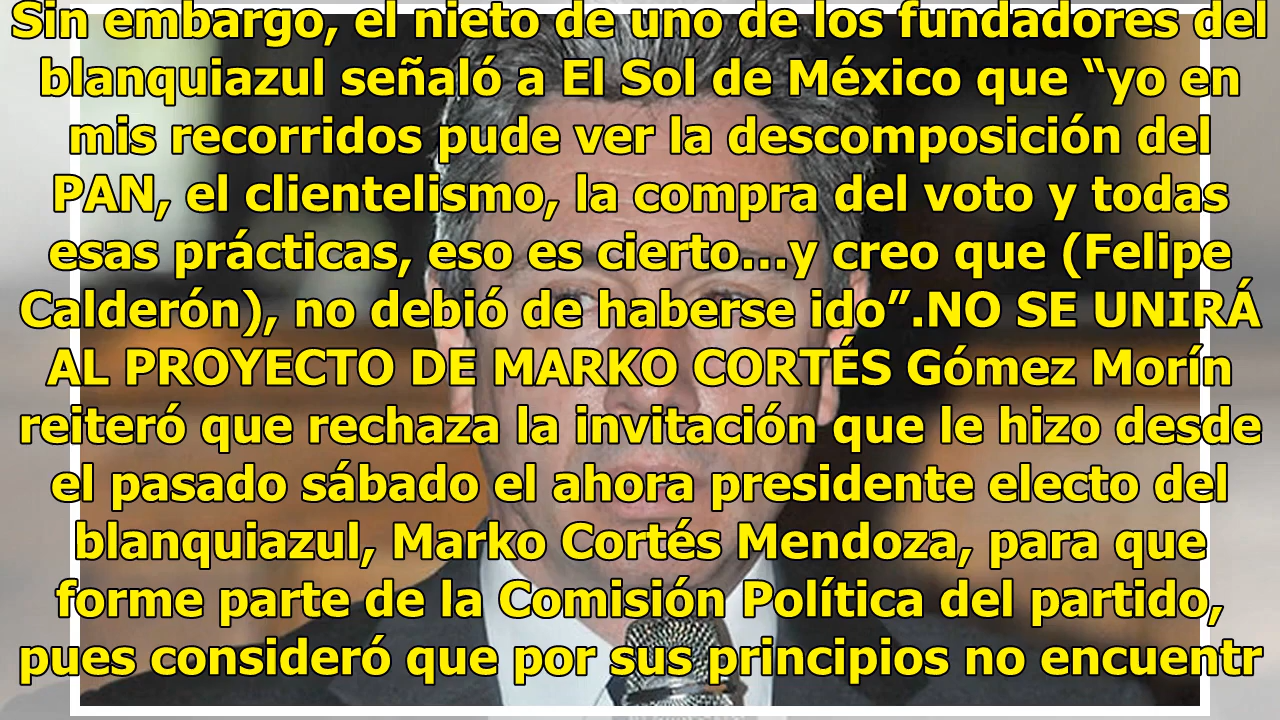 Sin embargo, el nieto de uno de los fundadores del
blanquiazul señaló a El Sol de México que “yo en
mis recorridos pude ver la descomposición del
PAN, el clientelismo, la compra del voto y todas
esas prácticas, eso es cierto...y creo que (Felipe
Calderón), no debió de haberse ido”.NO SE UNIRÁ
AL PROYECTO DE MARKO CORTÉS Gómez Morín
reiteró que rechaza la invitación que le hizo desde
el pasado sábado el ahora presidente electo del
blanquiazul, Marko Cortés Mendoza, para que
forme parte de la Comisión Política del partido,
pues consideró que por sus principios no encuentr